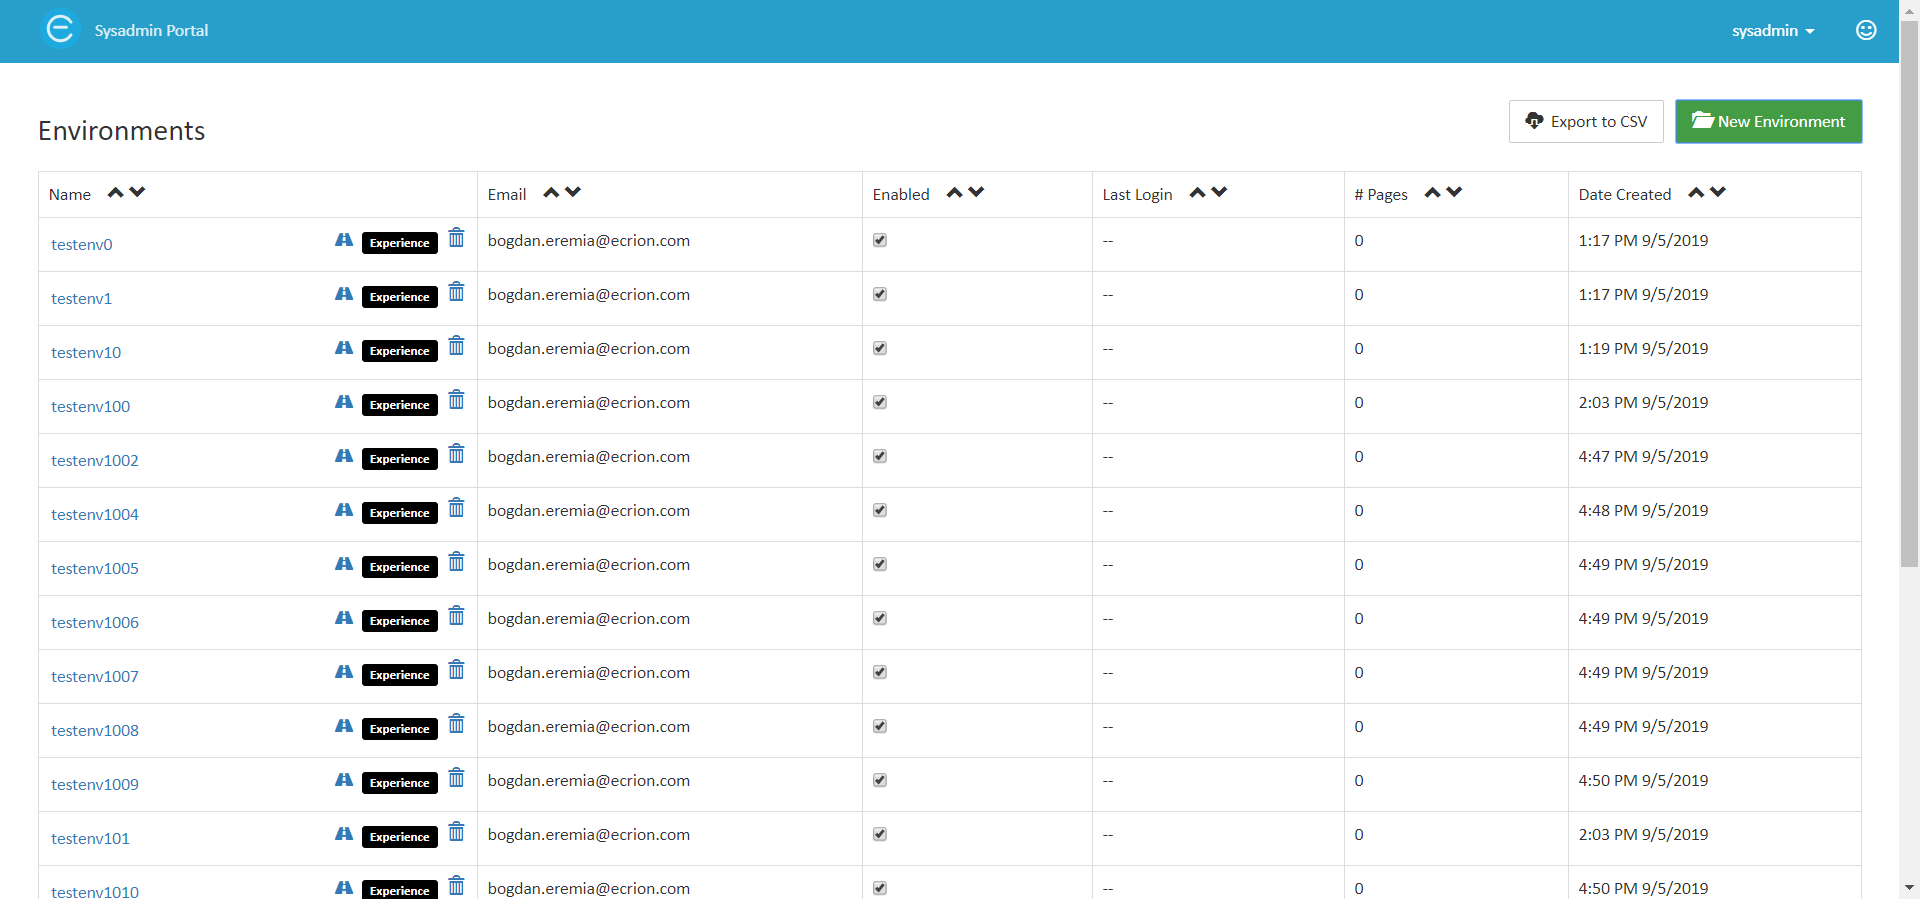 Sysadmin Portal sysadmin
Environments Export to CSV New Environment
Name Email Enabled Last Login # Pages Date Created
testenv0 Experience bogdan.eremia@ecrion.com -- 0 1:17 PM 9/5/2019
testenv1 Experience bogdan.eremia@ecrion.com -- 0 1:17 PM 9/5/2019
testenv10 Experience bogdan.eremia@ecrion.com -- 0 1:19 PM 9/5/2019
testenv100 Experience bogdan.eremia@ecrion.com -- 0 2:03 PM 9/5/2019
testenv1002 Experience bogdan.eremia@ecrion.com -- 0 4:47 PM 9/5/2019
testenv1004 Experience bogdan.eremia@ecrion.com -- 0 4:48 PM 9/5/2019
testenv1005 Experience bogdan.eremia@ecrion.com -- 0 4:49 PM 9/5/2019
testenv1006 Experience bogdan.eremia@ecrion.com -- 0 4:49 PM 9/5/2019
testenv1007 Experience bogdan.eremia@ecrion.com -- 0 4:49 PM 9/5/2019
testenv1008 Experience bogdan.eremia@ecrion.com -- 0 4:49 PM 9/5/2019
testenv1009 Experience bogdan.eremia@ecrion.com -- 0 4:50 PM 9/5/2019
testenv101 Experience bogdan.eremia@ecrion.com -- 0 2:03 PM 9/5/2019
testenv1010 Experience bogdan.eremia@ecrion.com -- 0 4:50 PM 9/5/2019